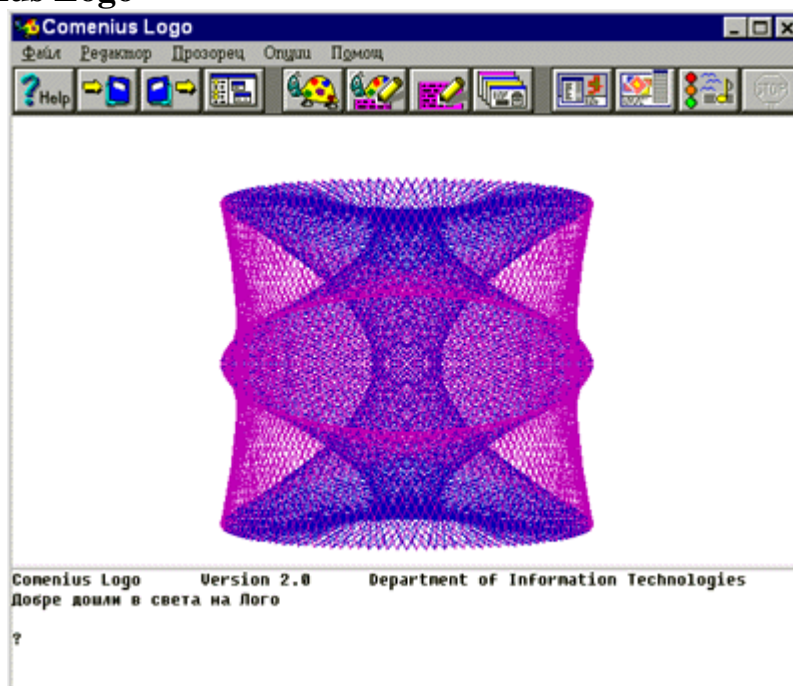 Comenius Logo
Файл Редактор Прозорец Опции Помощ
Help STOP
Comenius Logo Version 2.0 Department of Information Technologies
Добре дошли в света на Лого
?